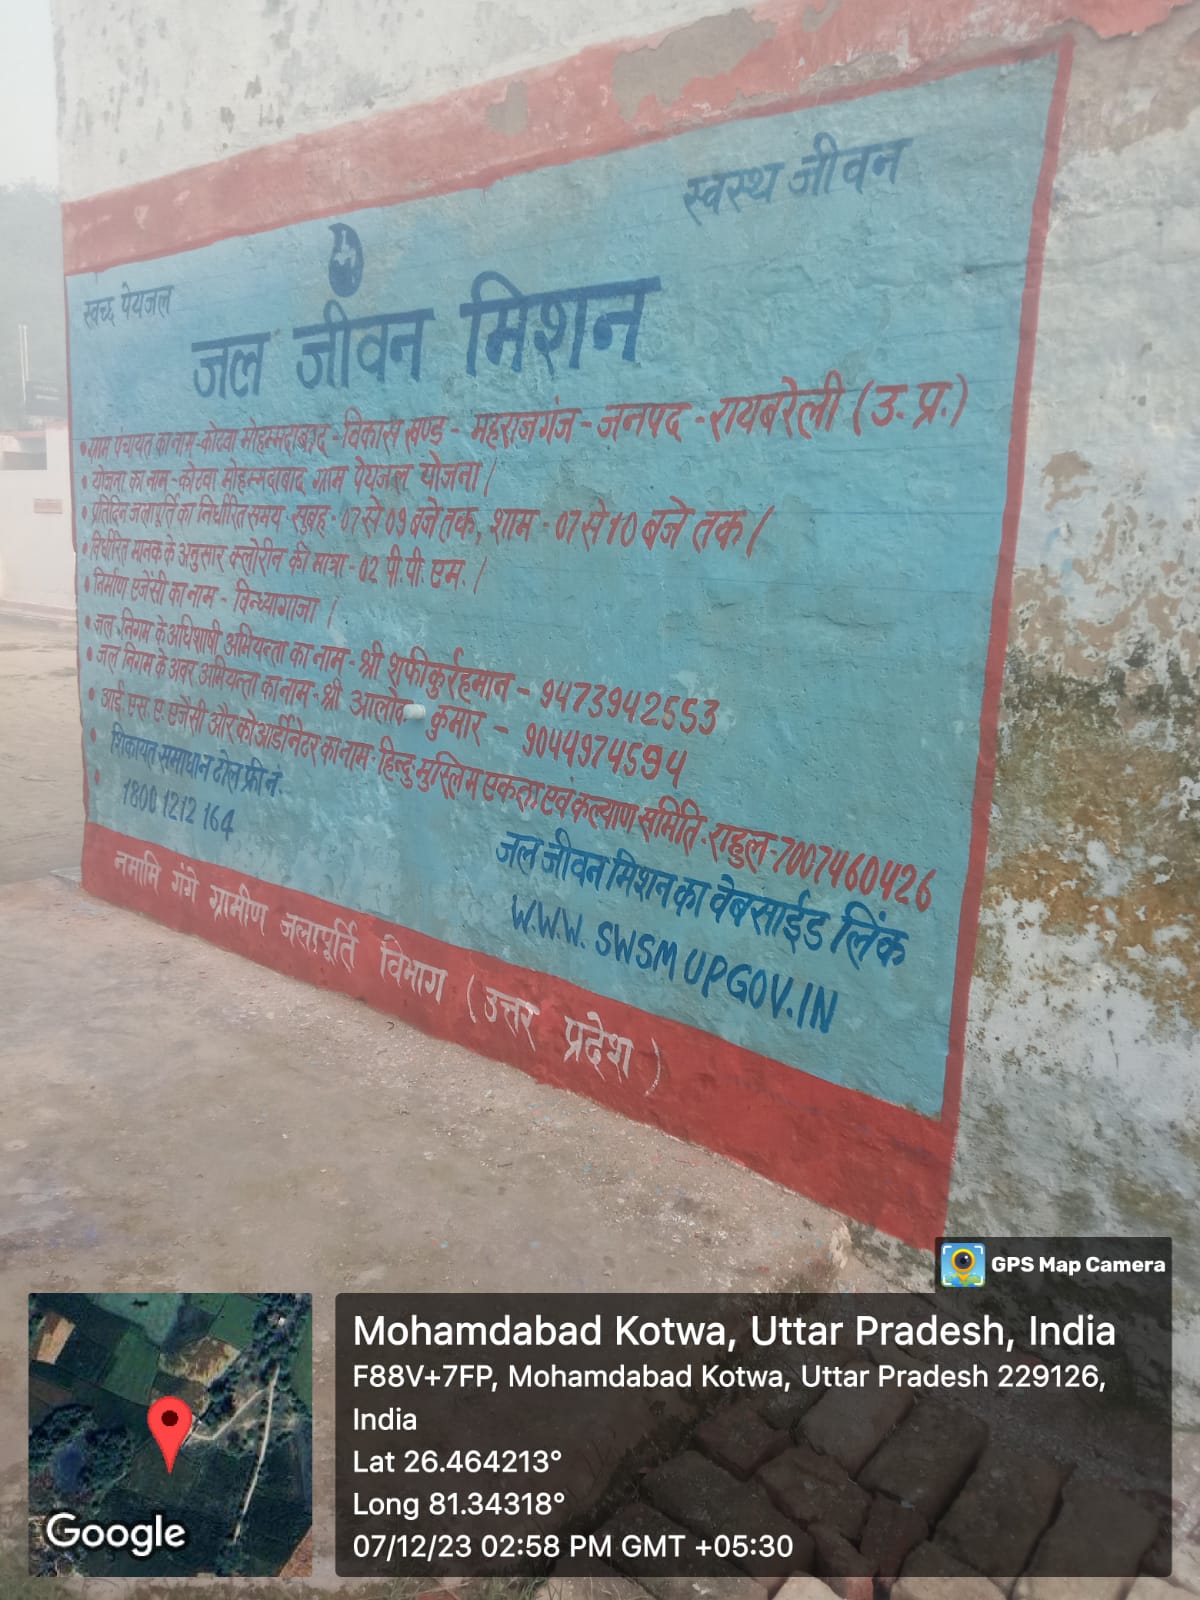 स्वस्थ जीवन
स्वच्छ पेयजल
जल जीवन मिशन
• ग्राम पंचायत का नाम - कोटवा मोहम्मदाबाद - विकास खण्ड - महराजगंज - जनपद - रायबरेली (उ. प्र.)
• योजना का नाम - कोटवा मोहम्मदाबाद ग्राम पेयजल योजना।
• प्रतिदिन जलापूर्ति का निर्धारित समय - सुबह - 07 से 09 बजे तक, शाम - 07 से 10 बजे तक।
• निर्धारित मानक के अनुसार क्लोरीन की मात्रा - 02 पी.पी. एम.।
• निर्माण एजेंसी का नाम - विन्ध्यागाजा।
• जल निगम के अधिशाषी अभियन्ता का नाम - श्री शफीकुर्रहमान - 9473942553
• जल निगम के अवर अभियन्ता का नाम - श्री आलोक कुमार - 9044974594
• आई. एस. ए. एजेंसी और कोआर्डीनेटर का नाम - हिन्दु मुस्लिम एकता एवं कल्याण समिति - राहुल - 7007460426
• शिकायत समाधान टोल फ्री नं.
• 1800 1212 164
जल जीवन मिशन का वेबसाईड लिंक
W.W.W. SWSM UPGOV.IN
नमामि गंगे ग्रामीण जलापूर्ति विभाग (उत्तर प्रदेश)
GPS Map Camera
Mohamdabad Kotwa, Uttar Pradesh, India
F88V+7FP, Mohamdabad Kotwa, Uttar Pradesh 229126,
India
Lat 26.464213°
Long 81.34318°
07/12/23 02:58 PM GMT +05:30
Google